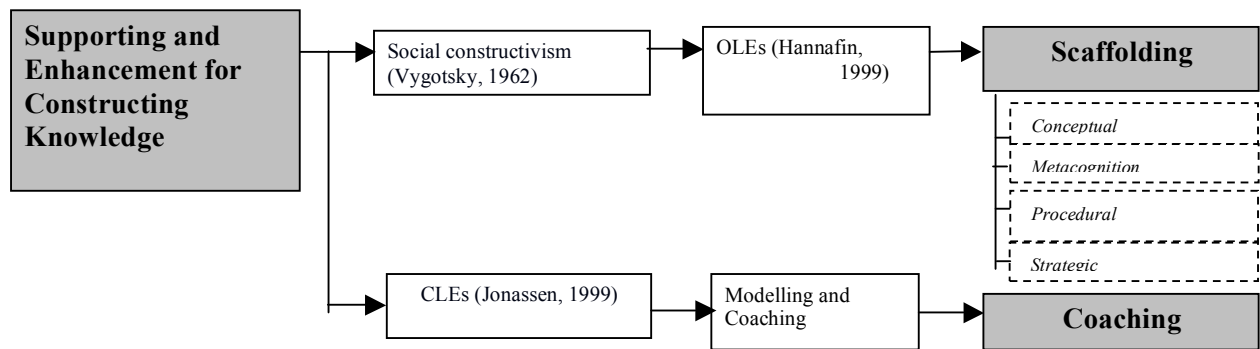 Supporting and
Enhancement for
Constructing
Knowledge
Social constructivism
(Vygotsky, 1962)
OLEs (Hannafin,
1999)
Scaffolding
Conceptual
Metacognition
Procedural
Strategic
CLEs (Jonassen, 1999)
Modelling and
Coaching
Coaching